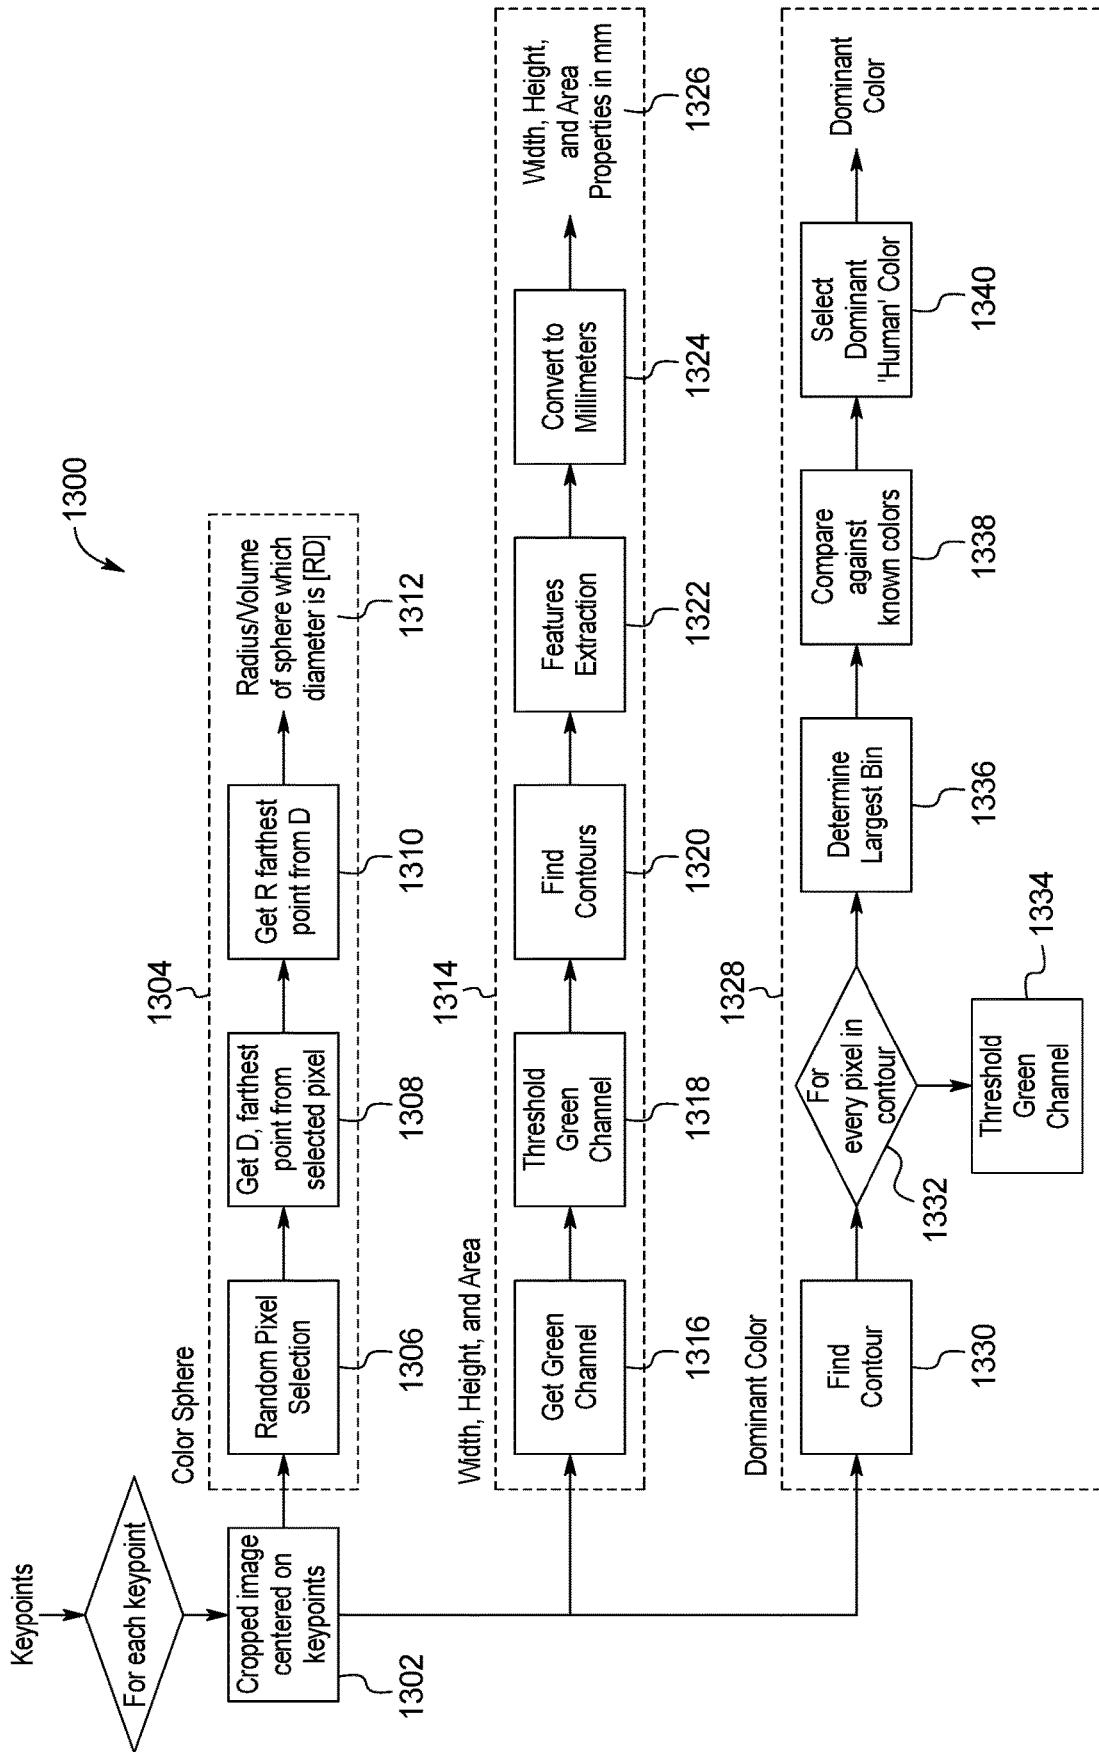 1300
Keypoints
For each keypoint
Cropped image
centered on
keypoints
1302
Color Sphere
1304
Random Pixel
Selection
1306
Get D, farthest
point from
selected pixel
1308
Get R farthest
point from D
1310
Radius/Volume
of sphere which
diameter is [RD]
1312
Width, Height, and Area
1314
Get Green
Channel
1316
Threshold
Green
Channel
1318
Find
Contours
1320
Features
Extraction
1322
Convert to
Millimeters
1324
Width, Height,
and Area
Properties in mm
1326
Dominant Color
1328
Find
Contour
1330
For
every pixel in
contour
1332
Threshold
Green
Channel
1334
Determine
Largest Bin
1336
Compare
against
known colors
1338
Select
Dominant
'Human' Color
1340
Dominant
Color